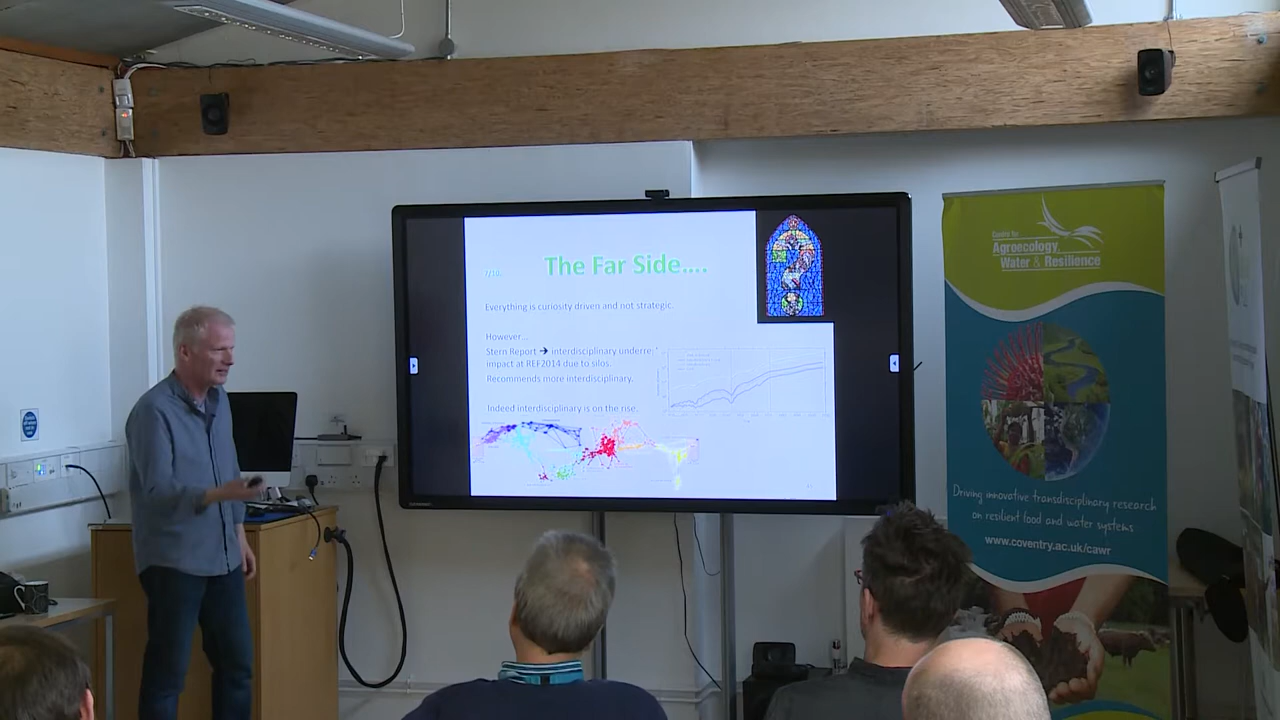 7/10..
The Far Side....
Everything is curiosity driven and not strategic.
However...
Stern Report → interdisciplinary underre
impact at REF2014 due to silos.
Recommends more interdisciplinary.
Indeed interdisciplinary is on the rise.
Centre for
Agroecology,
Water & Resilience
Driving innovative transdisciplinary research
on resilient food and water systems
www.coventry.ac.uk/cawr